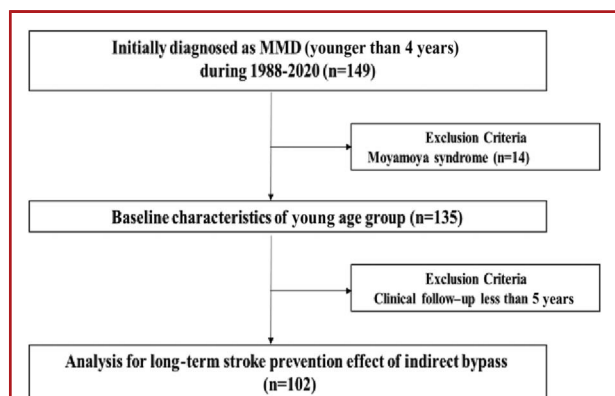 Initially diagnosed as MMD (younger than 4 years)
during 1988-2020 (n=149)
Exclusion Criteria
Moyamoya syndrome (n=14)
Baseline characteristics of young age group (n=135)
Exclusion Criteria
Clinical follow–up less than 5 years
Analysis for long-term stroke prevention effect of indirect bypass
(n=102)